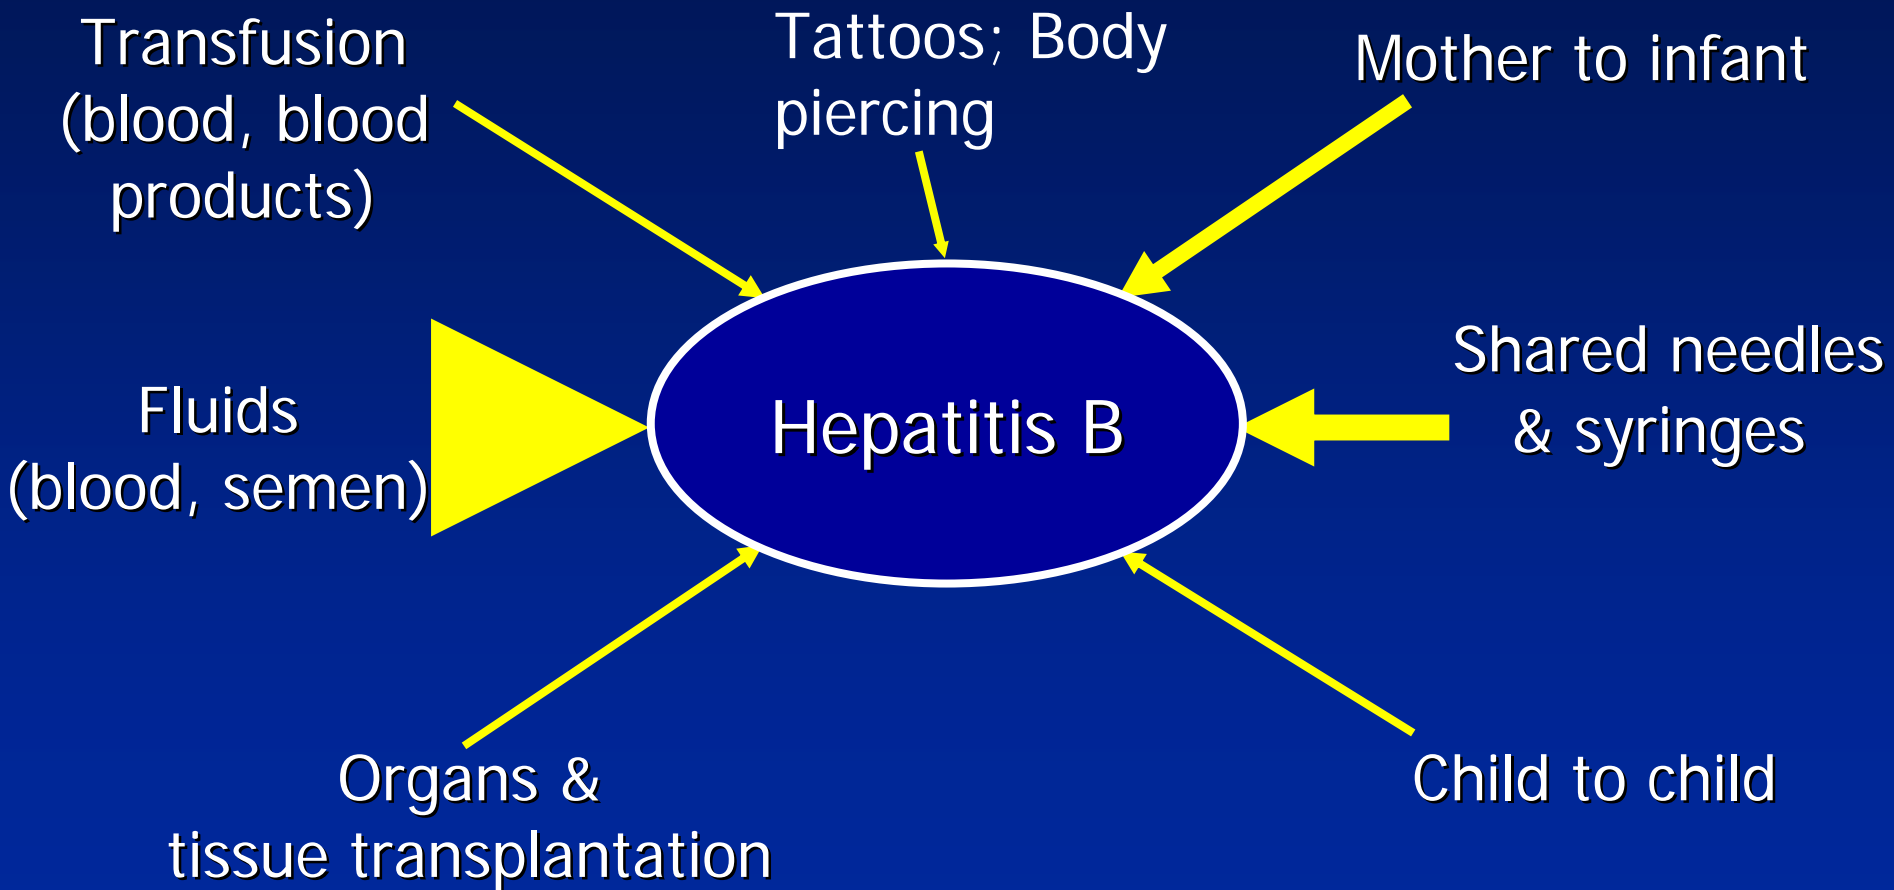 Transfusion
(blood, blood
products)
Tattoos; Body
piercing
Mother to infant
Fluids
(blood, semen)
Hepatitis B
Shared needles
& syringes
Organs &
tissue transplantation
Child to child